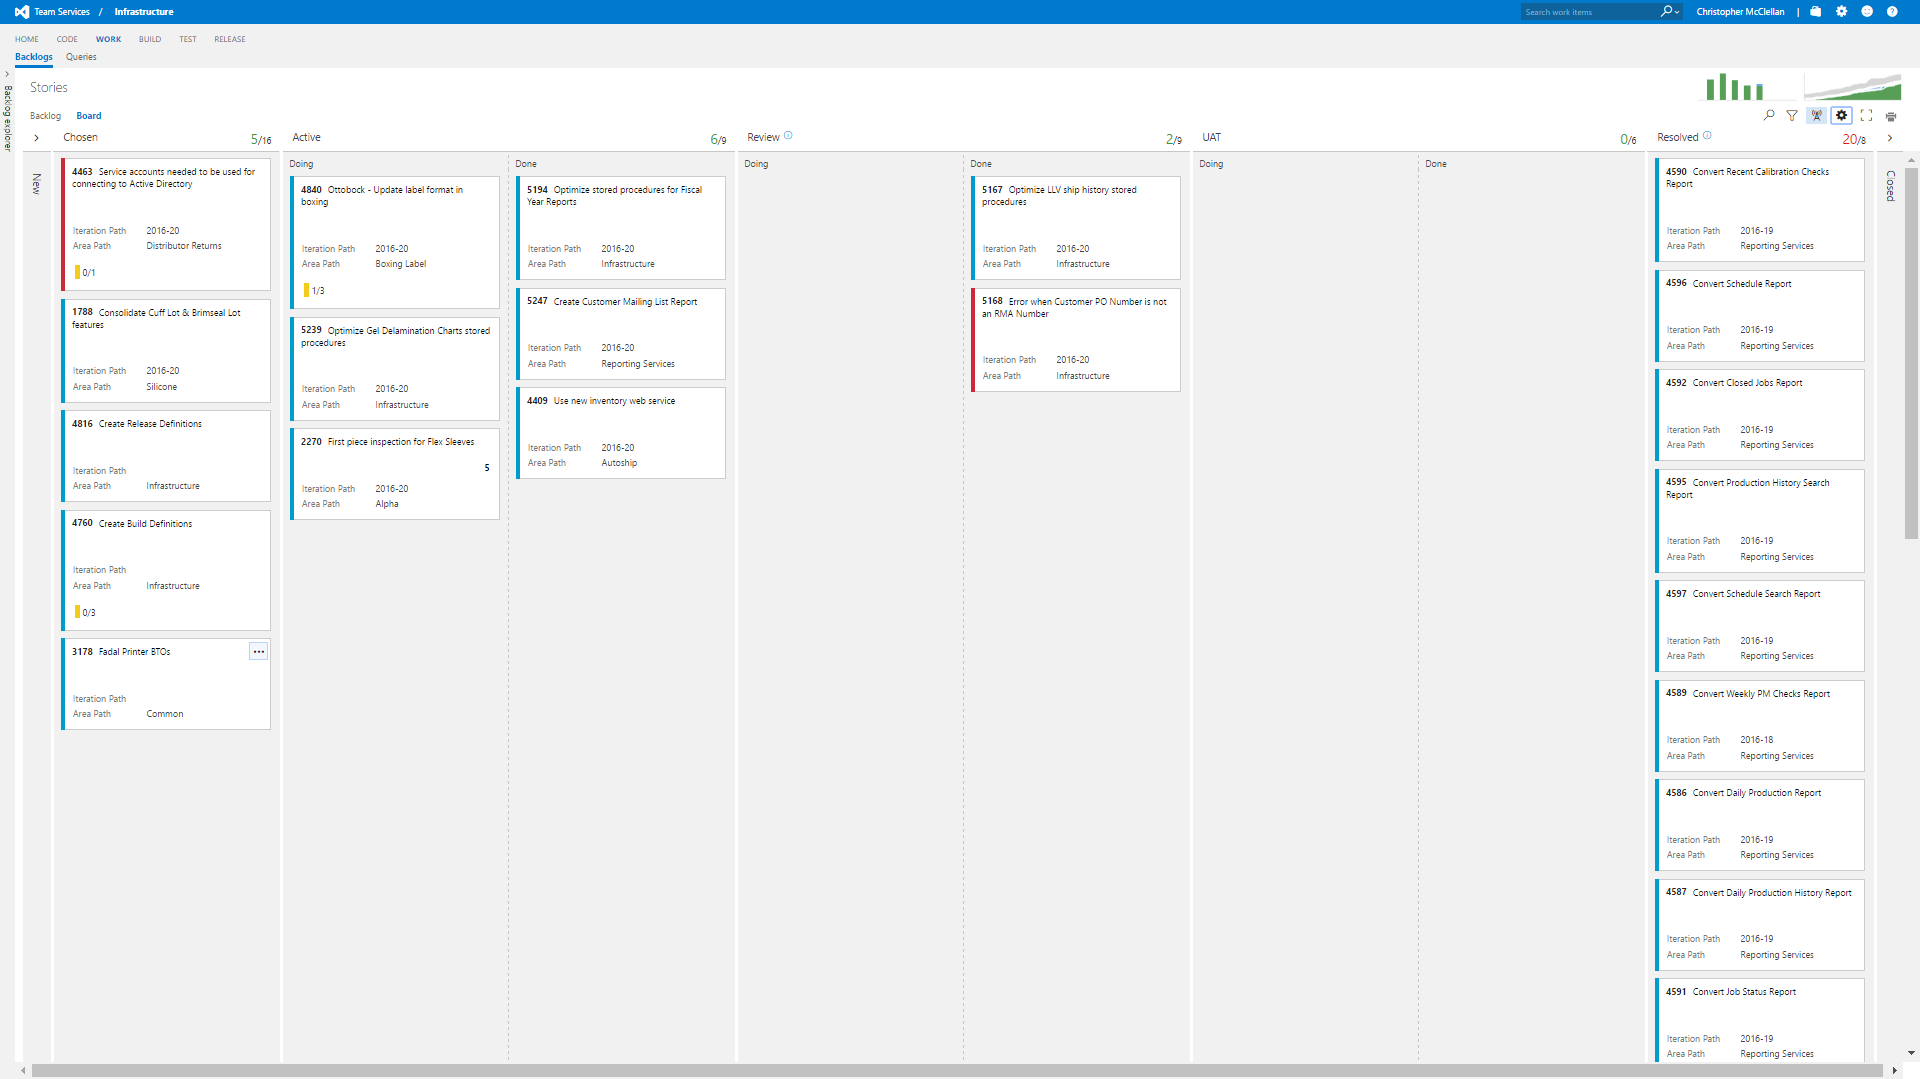 Team Services / Infrastructure
Search work items
Christopher McClellan |
HOME CODE WORK BUILD TEST RELEASE
Backlogs Queries
Backlog explorer
Stories
Backlog Board
Chosen 5/16
Active 6/9
Review 2/9
UAT 0/6
Resolved 20/8
New
4463 Service accounts needed to be used for
connecting to Active Directory
Iteration Path 2016-20
Area Path Distributor Returns
0/1
1788 Consolidate Cuff Lot & Brimseal Lot
features
Iteration Path 2016-20
Area Path Silicone
4816 Create Release Definitions
Iteration Path
Area Path Infrastructure
4760 Create Build Definitions
Iteration Path
Area Path Infrastructure
0/3
3178 Fadal Printer BTOs
Iteration Path
Area Path Common
Doing
4840 Ottobock - Update label format in
boxing
Iteration Path 2016-20
Area Path Boxing Label
1/3
5239 Optimize Gel Delamination Charts stored
procedures
Iteration Path 2016-20
Area Path Infrastructure
2270 First piece inspection for Flex Sleeves
5
Iteration Path 2016-20
Area Path Alpha
Done
5194 Optimize stored procedures for Fiscal
Year Reports
Iteration Path 2016-20
Area Path Infrastructure
5247 Create Customer Mailing List Report
Iteration Path 2016-20
Area Path Reporting Services
4409 Use new inventory web service
Iteration Path 2016-20
Area Path Autoship
Doing
Done
5167 Optimize LLV ship history stored
procedures
Iteration Path 2016-20
Area Path Infrastructure
5168 Error when Customer PO Number is not
an RMA Number
Iteration Path 2016-20
Area Path Infrastructure
Doing
Done
4590 Convert Recent Calibration Checks
Report
Iteration Path 2016-19
Area Path Reporting Services
4596 Convert Schedule Report
Iteration Path 2016-19
Area Path Reporting Services
4592 Convert Closed Jobs Report
Iteration Path 2016-19
Area Path Reporting Services
4595 Convert Production History Search
Report
Iteration Path 2016-19
Area Path Reporting Services
4597 Convert Schedule Search Report
Iteration Path 2016-19
Area Path Reporting Services
4589 Convert Weekly PM Checks Report
Iteration Path 2016-18
Area Path Reporting Services
4586 Convert Daily Production Report
Iteration Path 2016-19
Area Path Reporting Services
4587 Convert Daily Production History Report
Iteration Path 2016-19
Area Path Reporting Services
4591 Convert Job Status Report
Iteration Path 2016-19
Area Path Reporting Services
Closed